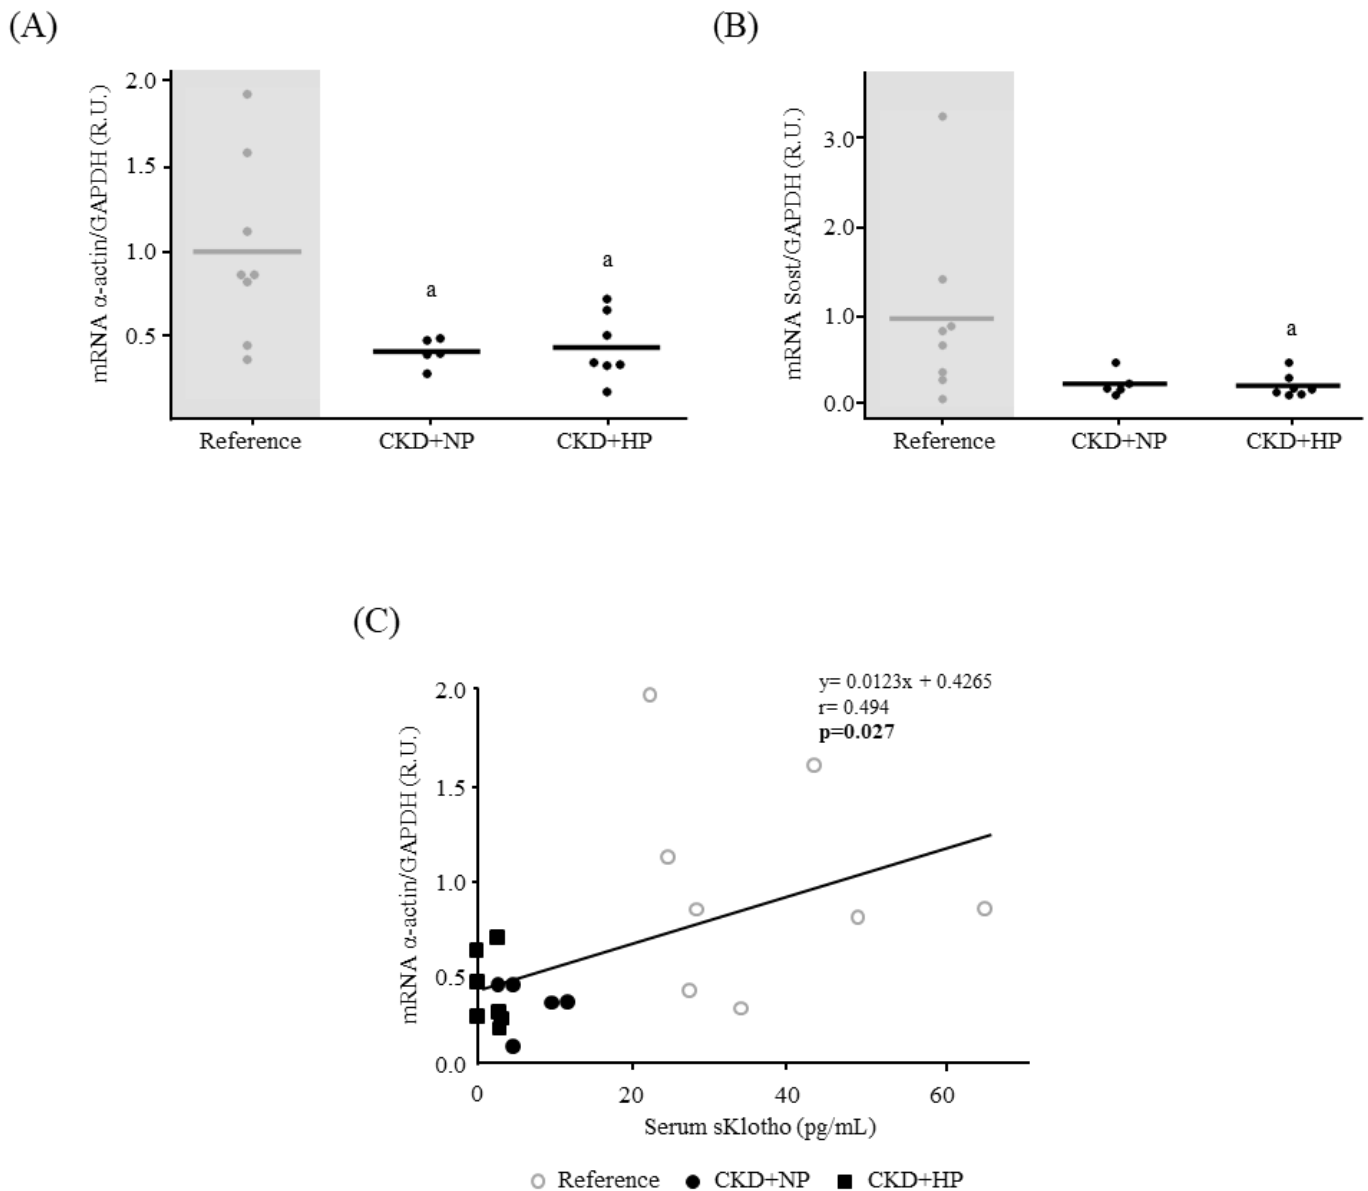 (A)
mRNA α-actin/GAPDH (R.U.)
2.0
1.5
1.0
0.5
a
a
Reference
CKD+NP
CKD+HP
(B)
mRNA Sost/GAPDH (R.U.)
3.0
2.0
1.0
0.0
a
Reference
CKD+NP
CKD+HP
(C)
y= 0.0123x + 0.4265
r= 0.494
p=0.027
mRNA α-actin/GAPDH (R.U.)
2.0
1.5
1.0
0.5
0.0
0
20
40
60
Serum sKlotho (pg/mL)
Reference
CKD+NP
CKD+HP